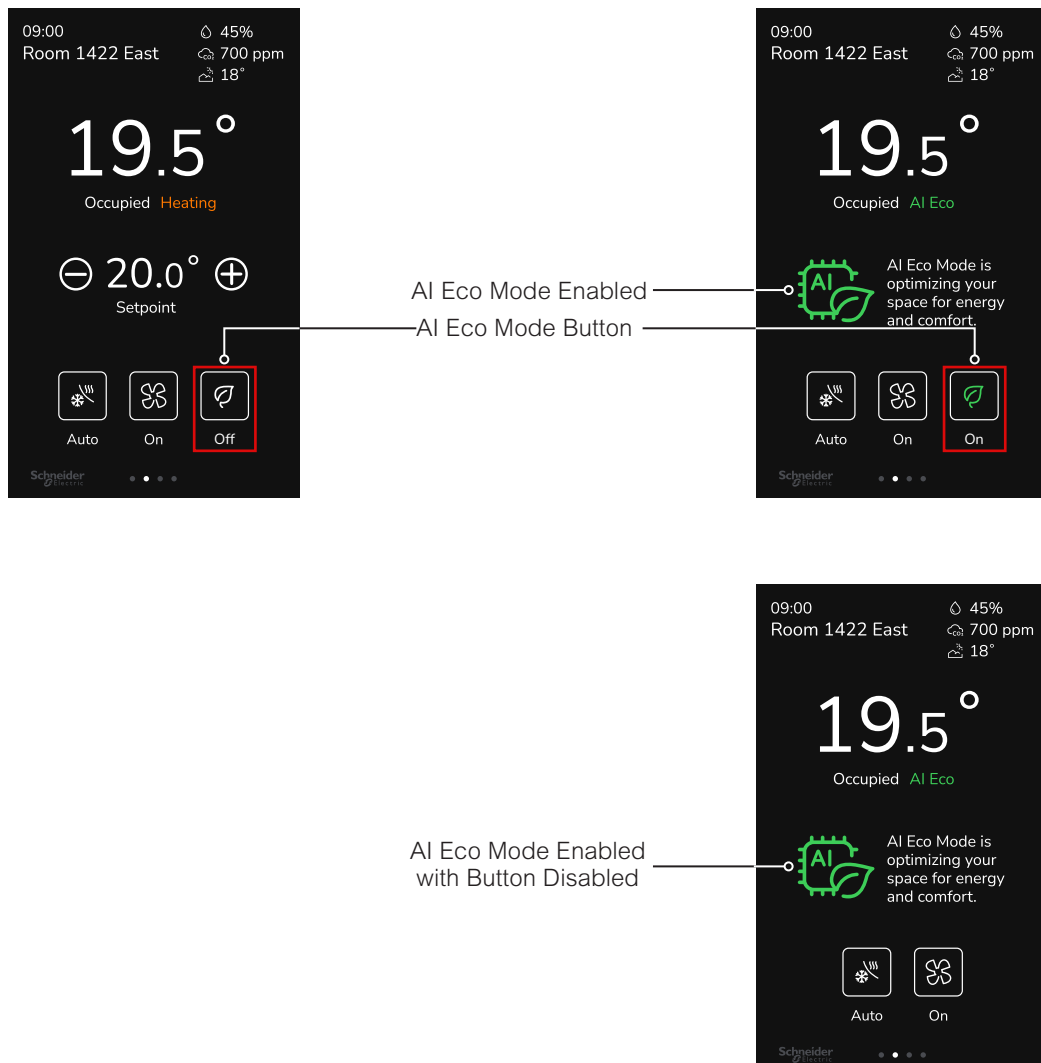 09:00
45%
Room 1422 East
700 ppm
18°
19.5°
Occupied Heating
20.0°
Setpoint
Auto
On
Off
Schneider
Electric
AI Eco Mode Enabled
AI Eco Mode Button
09:00
45%
Room 1422 East
700 ppm
18°
19.5°
Occupied AI Eco
AI
AI Eco Mode is
optimizing your
space for energy
and comfort.
Auto
On
On
Schneider
Electric
AI Eco Mode Enabled
with Button Disabled
09:00
45%
Room 1422 East
700 ppm
18°
19.5°
Occupied AI Eco
AI
AI Eco Mode is
optimizing your
space for energy
and comfort.
Auto
On
Schneider
Electric